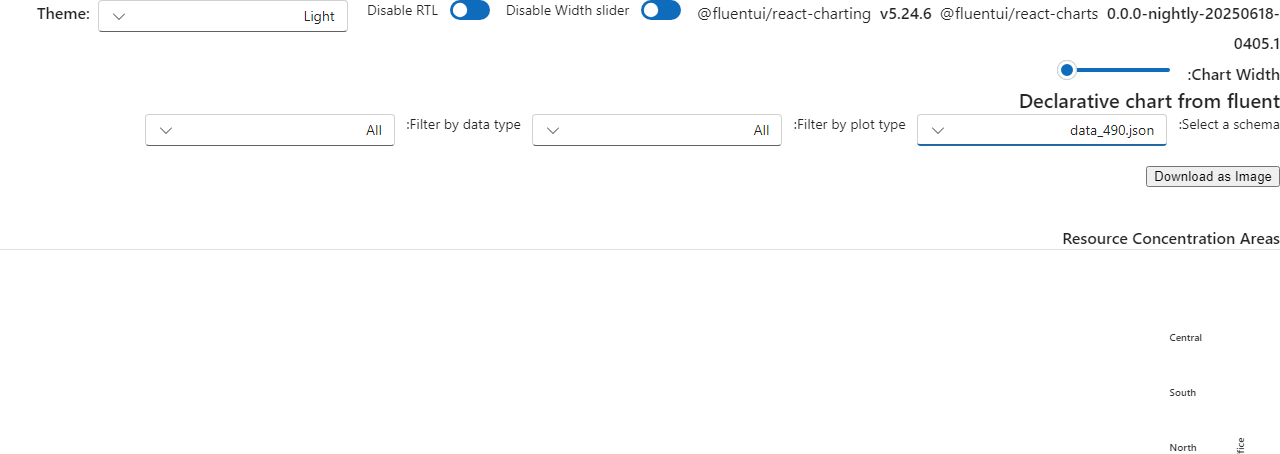 Theme: Light Disable RTL Disable Width slider @fluentui/react-charting v5.24.6 @fluentui/react-charts 0.0.0-nightly-20250618-
0405.1
:Chart Width
Declarative chart from fluent
:Select a schema data_490.json :Filter by plot type All :Filter by data type All
Download as Image
Resource Concentration Areas
Central
South
North